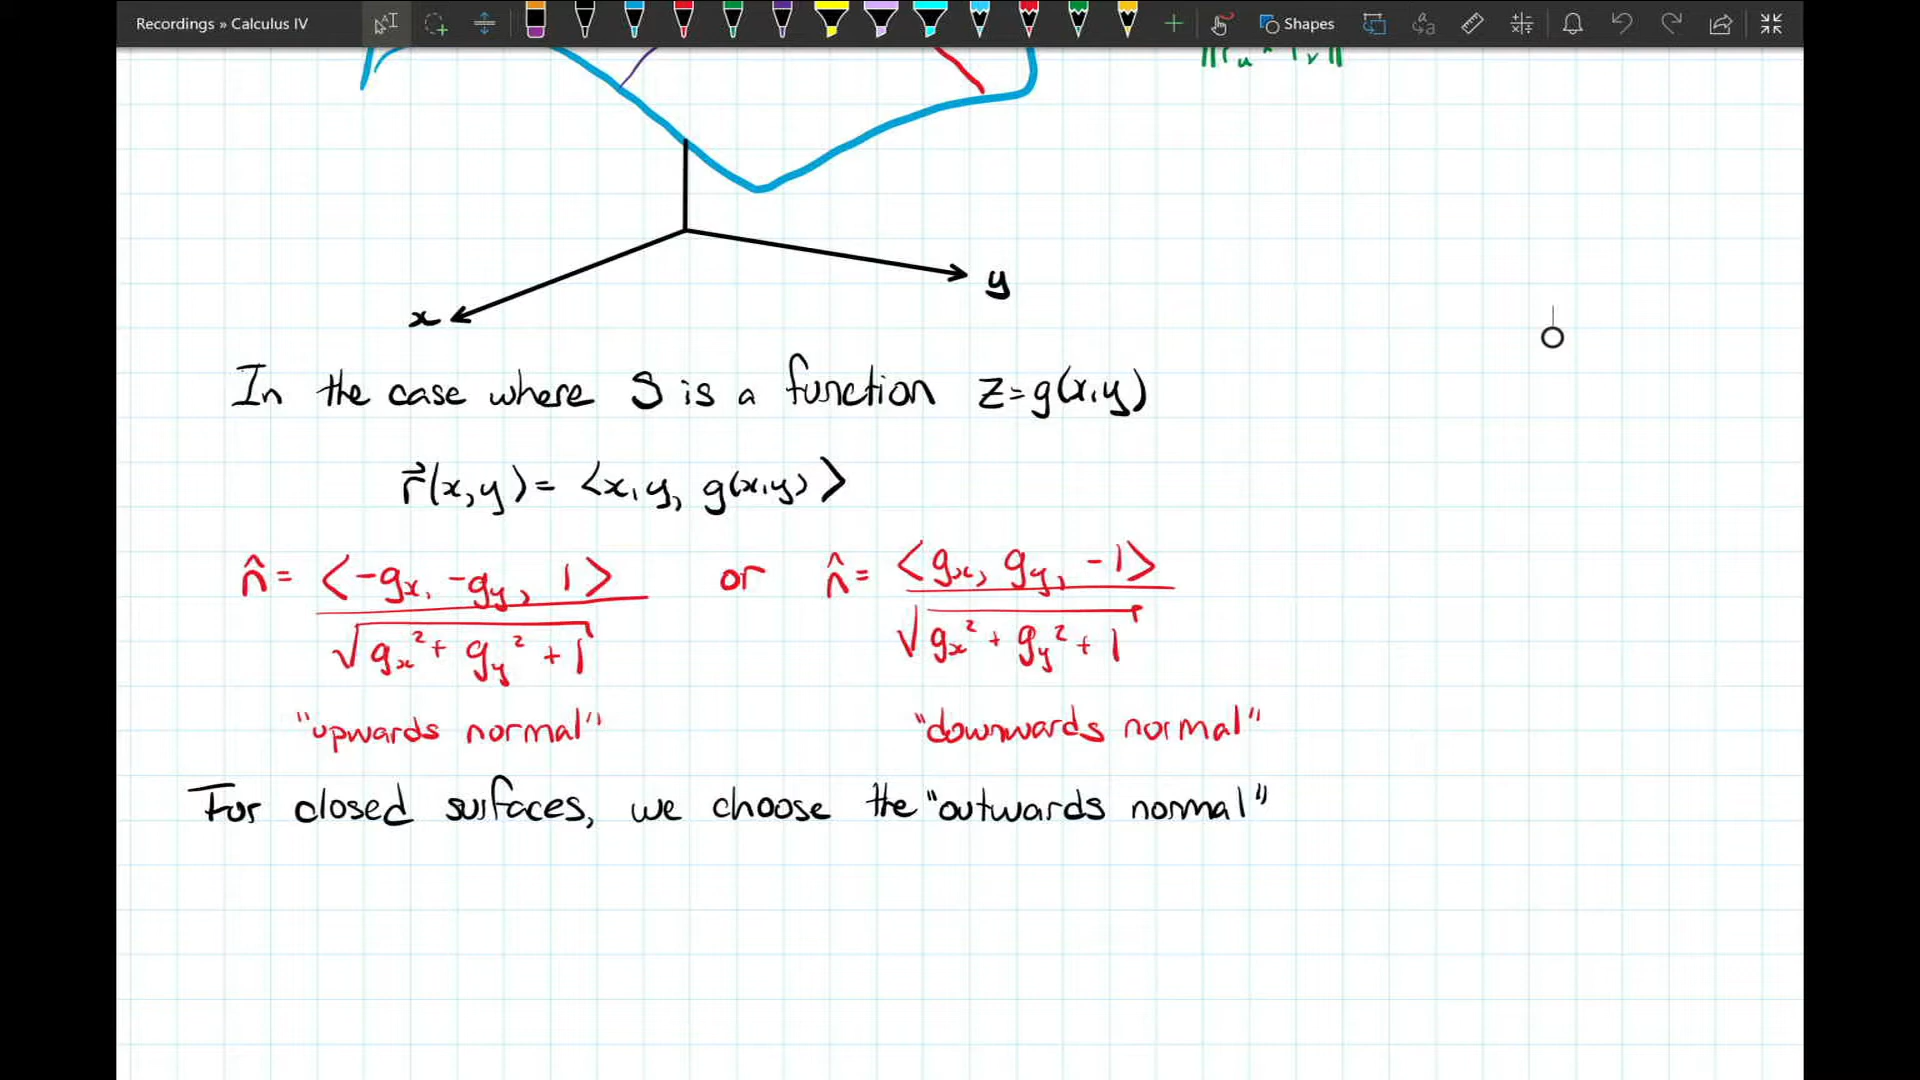 Recordings » Calculus IV
Shapes
y
x
In the case where S is a function z=g(x,y)
r⃗(x,y)= <x,y, g(x,y)>
n̂= <-gx, -gy, 1> or n̂= <gx, gy, -1>
√gx²+ gy² +1 √gx² + gy² + 1
"upwards normal" "downwards normal"
For closed surfaces, we choose the "outwards normal"